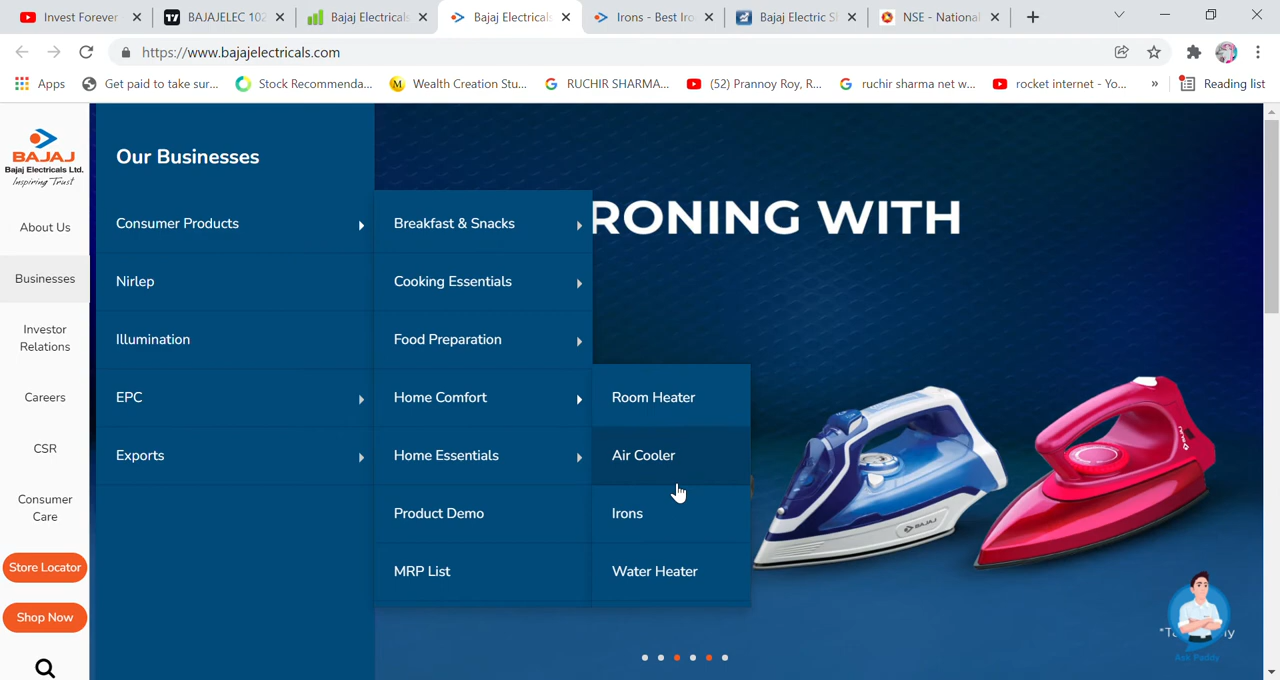 Invest Forever
BAJAJELEC 102
Bajaj Electricals
Bajaj Electricals
Irons - Best Iro
Bajaj Electric S
NSE - National
https://www.bajajelectricals.com
Apps
Get paid to take sur...
Stock Recommenda...
Wealth Creation Stu...
RUCHIR SHARMA...
(52) Prannoy Roy, R...
ruchir sharma net w...
rocket internet - Yo...
»
Reading list
BAJAJ
Bajaj Electricals Ltd.
Inspiring Trust
About Us
Businesses
Investor
Relations
Careers
CSR
Consumer
Care
Store Locator
Shop Now
Our Businesses
Consumer Products
Nirlep
Illumination
EPC
Exports
Breakfast & Snacks
Cooking Essentials
Food Preparation
Home Comfort
Home Essentials
Product Demo
MRP List
Room Heater
Air Cooler
Irons
Water Heater
RONING WITH
BAJAJ
Ask Paddy